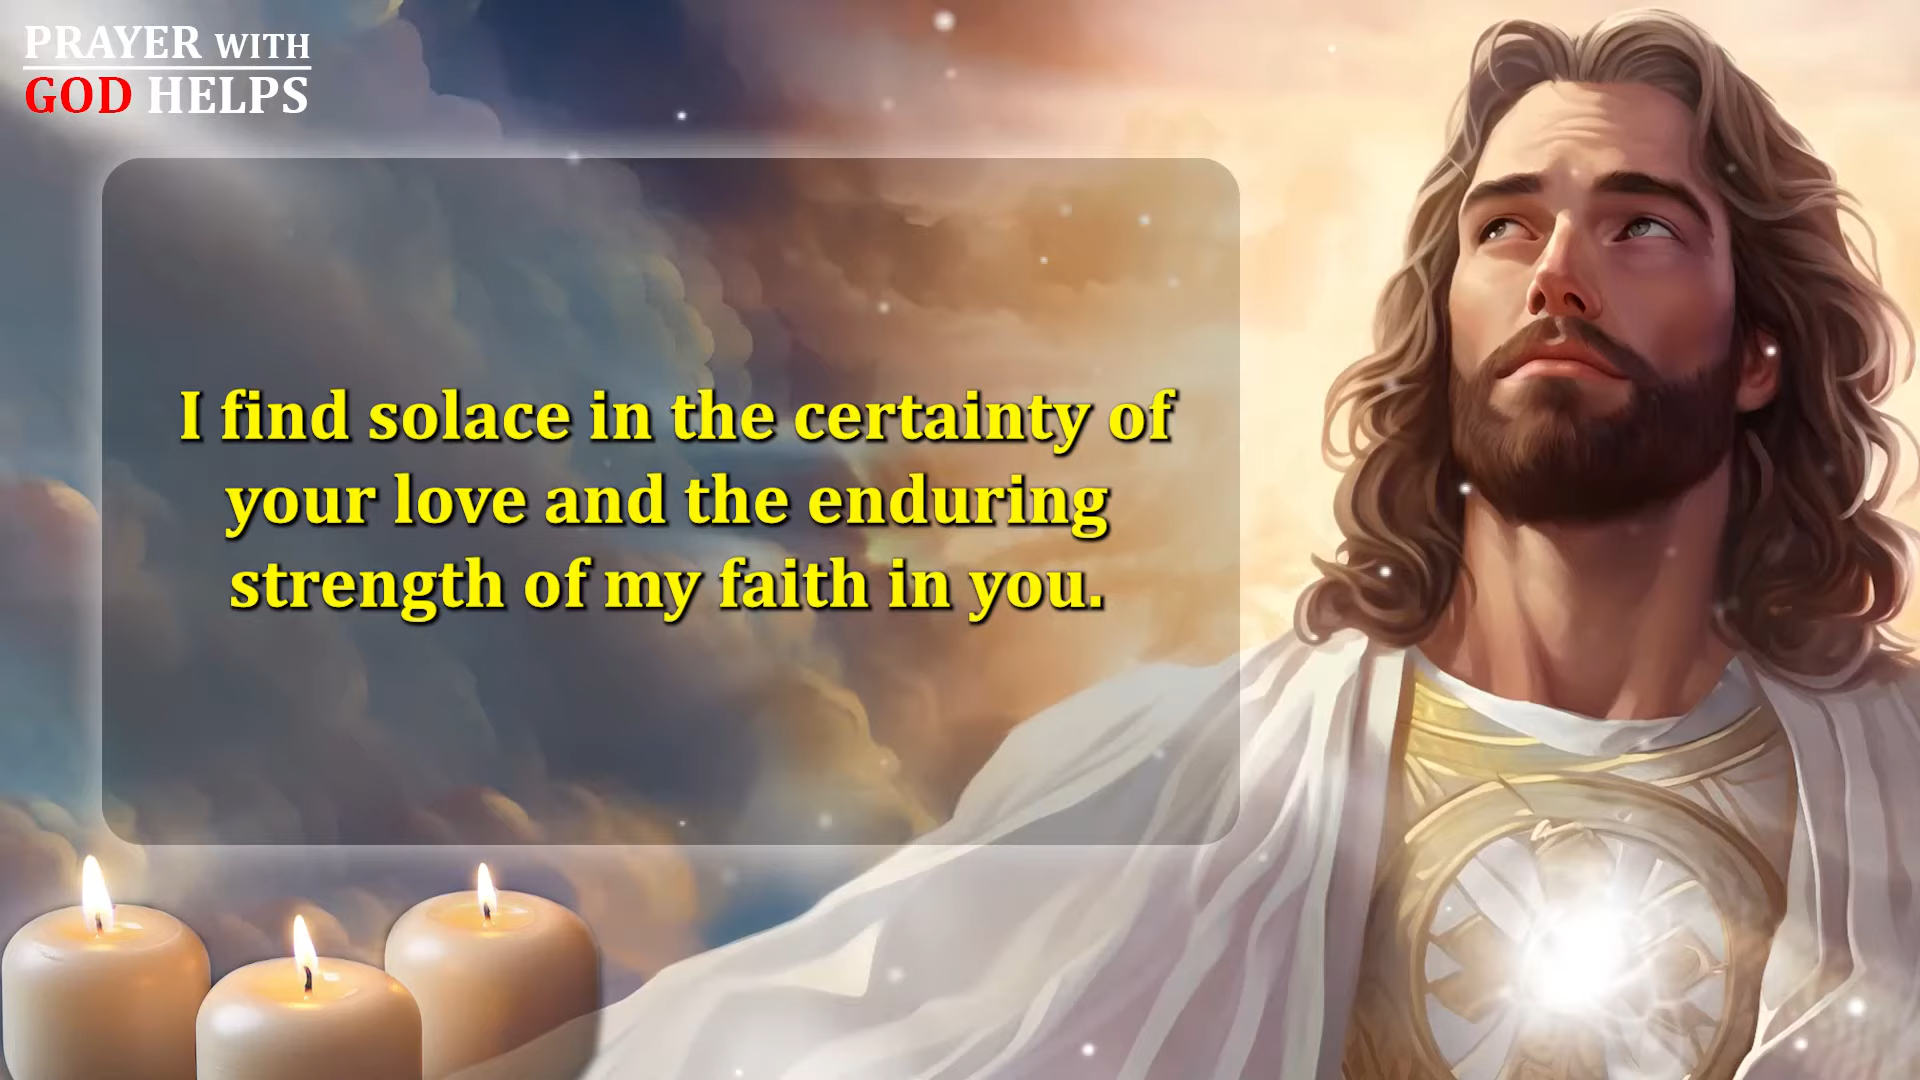 PRAYER WITH
GOD HELPS
I find solace in the certainty of
your love and the enduring
strength of my faith in you.